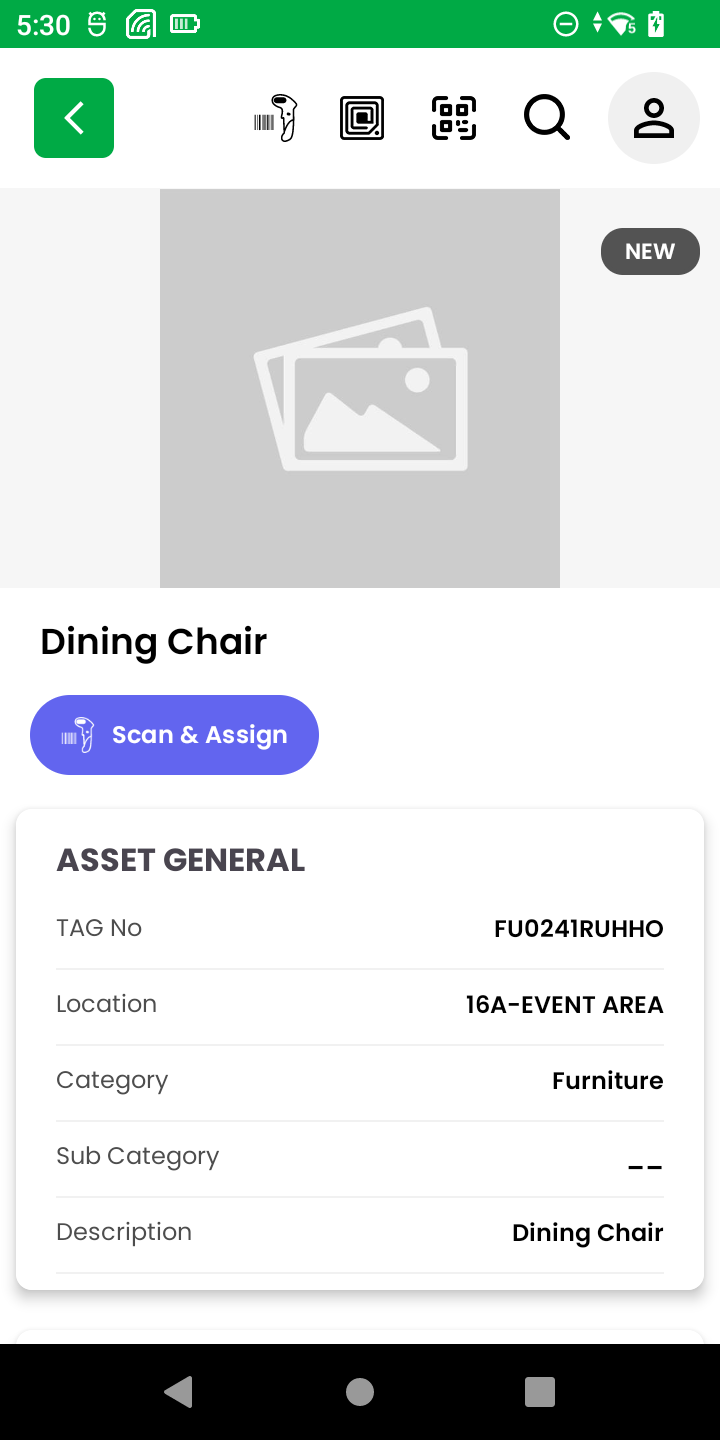 5:30
5
NEW
Dining Chair
Scan & Assign
ASSET GENERAL
TAG No FU0241RUHHO
Location 16A-EVENT AREA
Category Furniture
Sub Category --
Description Dining Chair